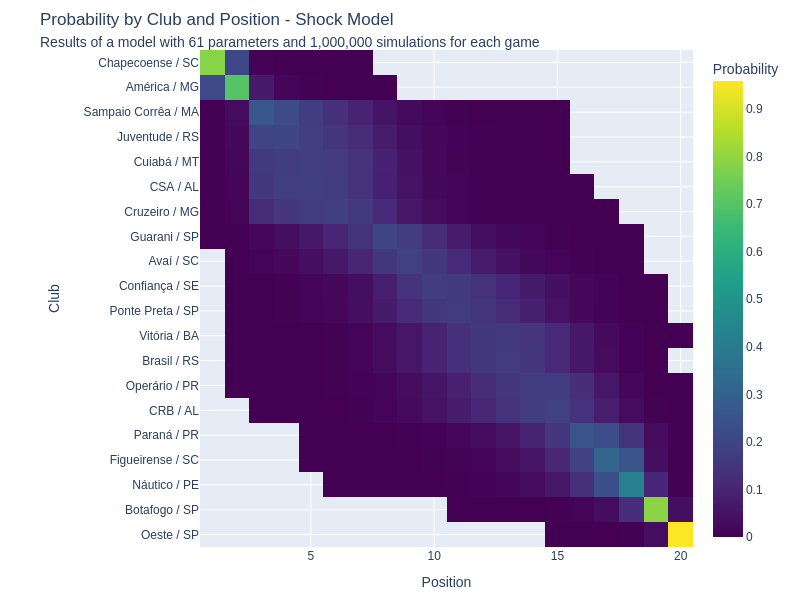 Probability by Club and Position - Shock Model
Results of a model with 61 parameters and 1,000,000 simulations for each game
Probability
Chapecoense / SC
América / MG
Sampaio Corrêa / MA
Juventude / RS
Cuiabá / MT
CSA / AL
Cruzeiro / MG
Guarani / SP
Avaí / SC
Confiança / SE
Ponte Preta / SP
Vitória / BA
Brasil / RS
Operário / PR
CRB / AL
Paraná / PR
Figueirense / SC
Náutico / PE
Botafogo / SP
Oeste / SP
Club
5
10
15
20
Position
0.9
0.8
0.7
0.6
0.5
0.4
0.3
0.2
0.1
0